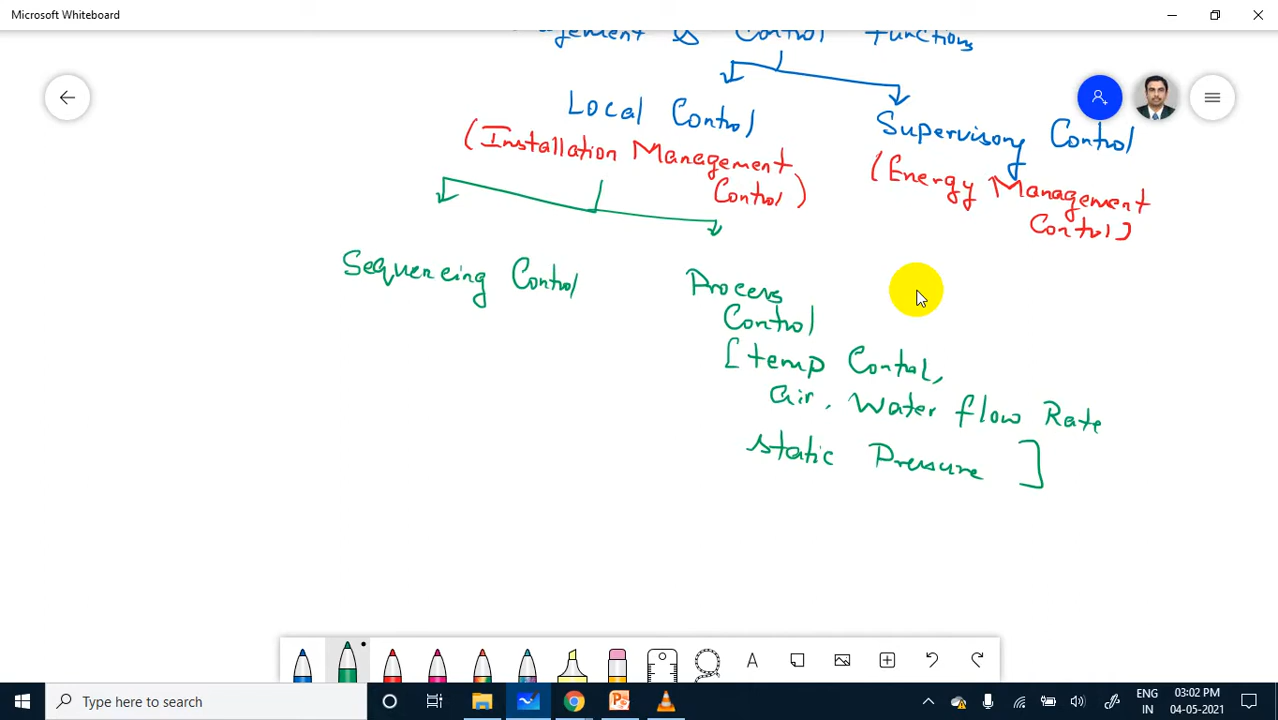 Microsoft Whiteboard
Control Functions
Local Control
Supervisory Control
(Installation Management
Control)
(Energy Management
Control]
Sequencing Control
Process
Control
[temp Control,
air, Water flow Rate
static Pressure ]
A
Type here to search
ENG
IN
03:02 PM
04-05-2021